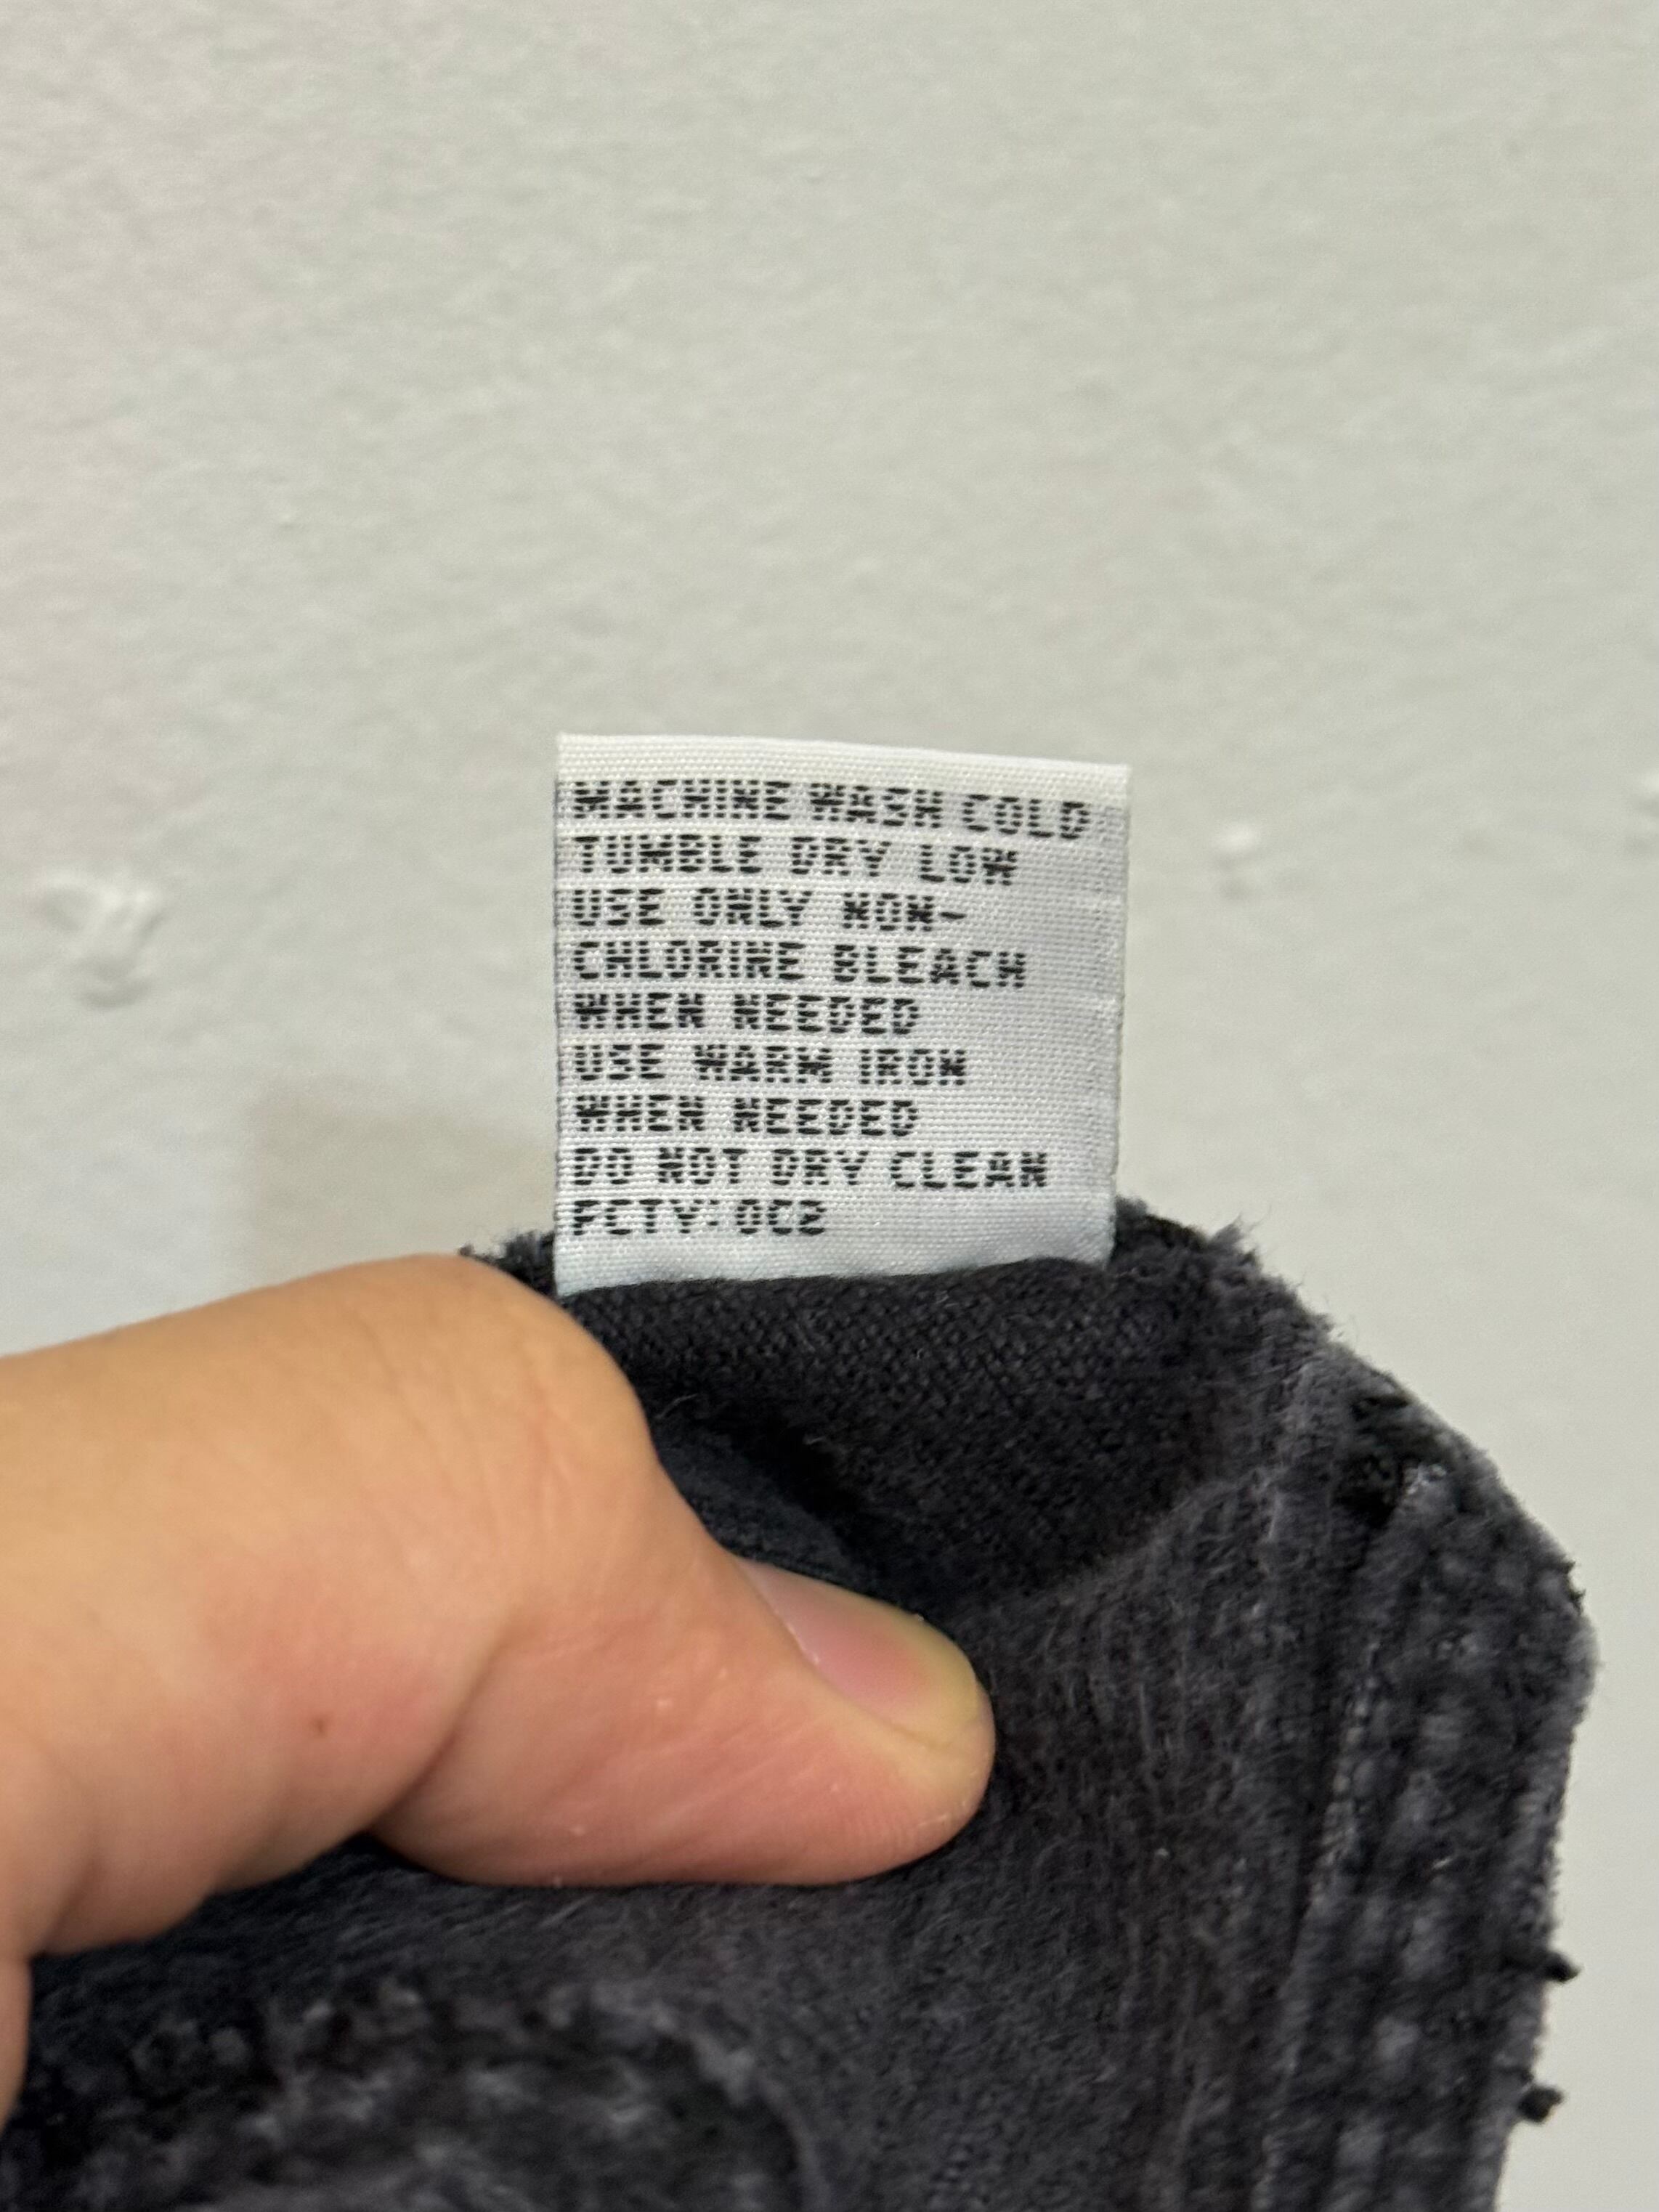 MACHINE WASH COLD
TUMBLE DRY LOW
USE ONLY NON-
CHLORINE BLEACH
WHEN NEEDED
USE WARM IRON
WHEN NEEDED
DO NOT DRY CLEAN
FCTY: OC2